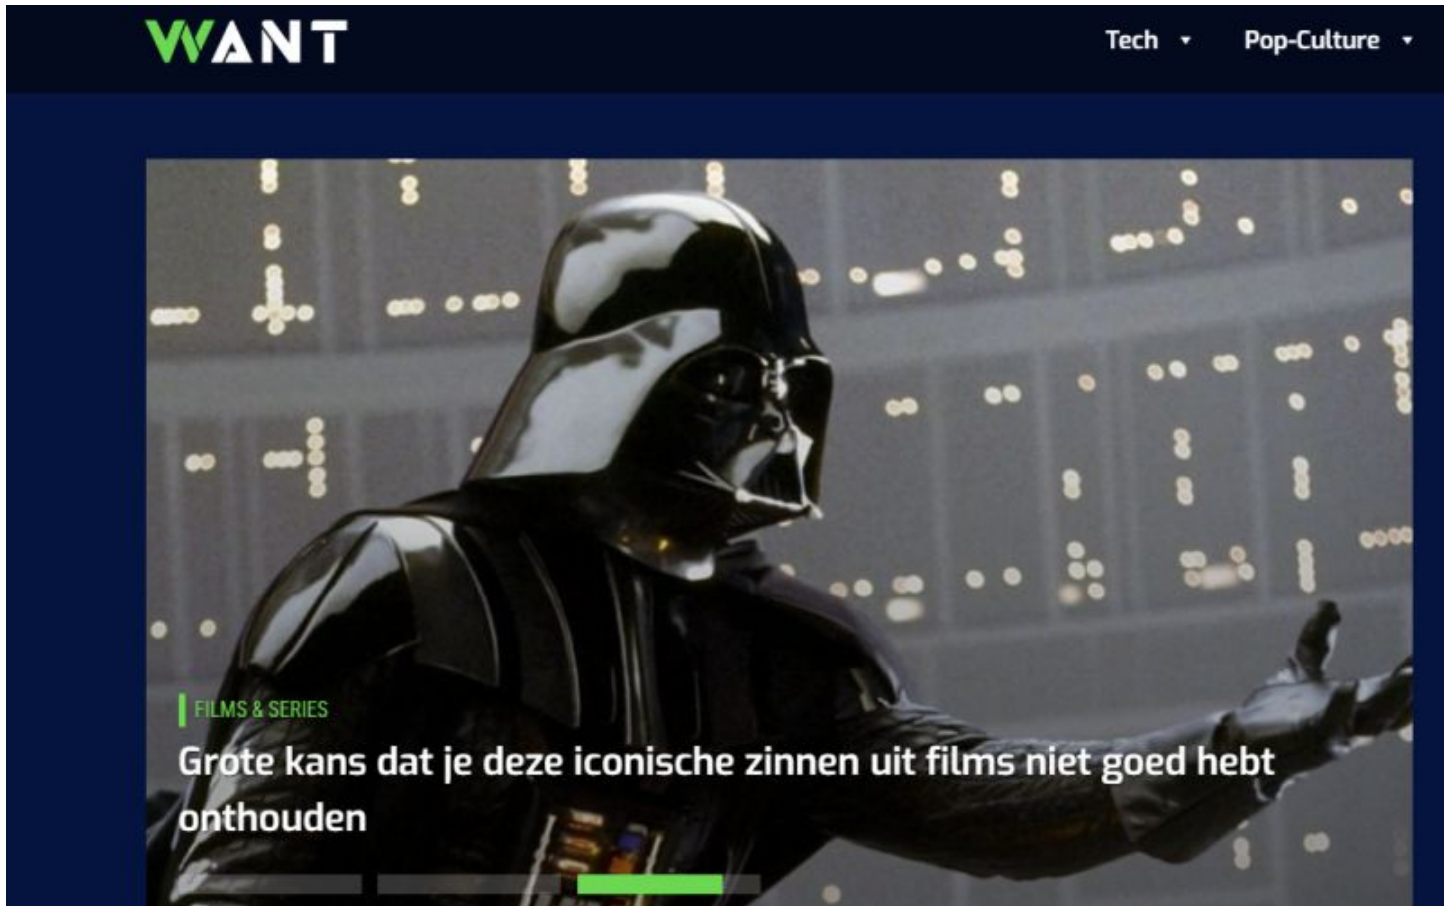 WANT
Tech
Pop-Culture
FILMS & SERIES
Grote kans dat je deze iconische zinnen uit films niet goed hebt
onthouden